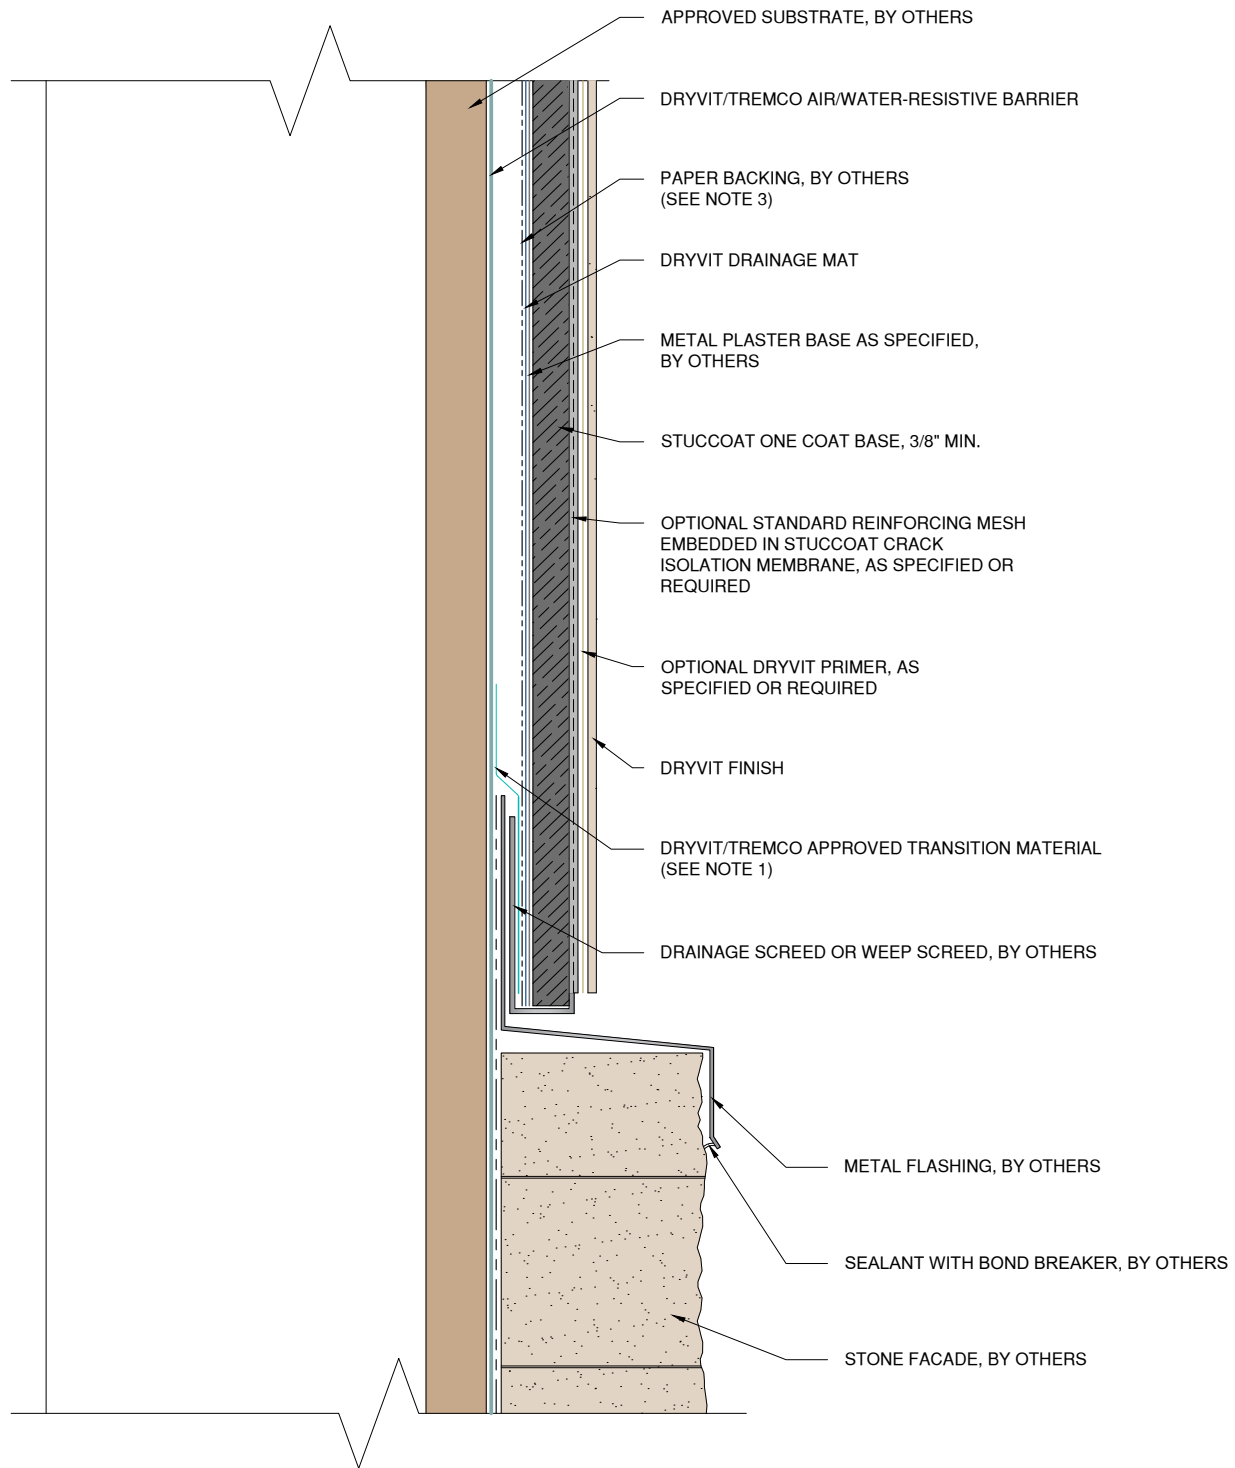 APPROVED SUBSTRATE, BY OTHERS
DRYVIT/TREMCO AIR/WATER-RESISTIVE BARRIER
PAPER BACKING, BY OTHERS
(SEE NOTE 3)
DRYVIT DRAINAGE MAT
METAL PLASTER BASE AS SPECIFIED,
BY OTHERS
STUCCOAT ONE COAT BASE, 3/8" MIN.
OPTIONAL STANDARD REINFORCING MESH
EMBEDDED IN STUCCOAT CRACK
ISOLATION MEMBRANE, AS SPECIFIED OR
REQUIRED
OPTIONAL DRYVIT PRIMER, AS
SPECIFIED OR REQUIRED
DRYVIT FINISH
DRYVIT/TREMCO APPROVED TRANSITION MATERIAL
(SEE NOTE 1)
DRAINAGE SCREED OR WEEP SCREED, BY OTHERS
METAL FLASHING, BY OTHERS
SEALANT WITH BOND BREAKER, BY OTHERS
STONE FACADE, BY OTHERS